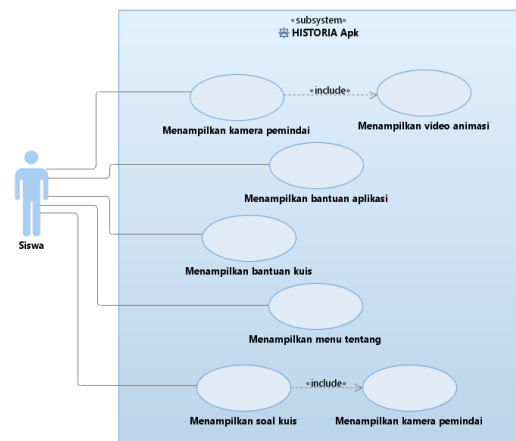 «subsystem»
HISTORIA Apk
«include»
Menampilkan kamera pemindai
Menampilkan video animasi
Menampilkan bantuan aplikasi
Siswa
Menampilkan bantuan kuis
Menampilkan menu tentang
«include»
Menampilkan soal kuis
Menampilkan kamera pemindai